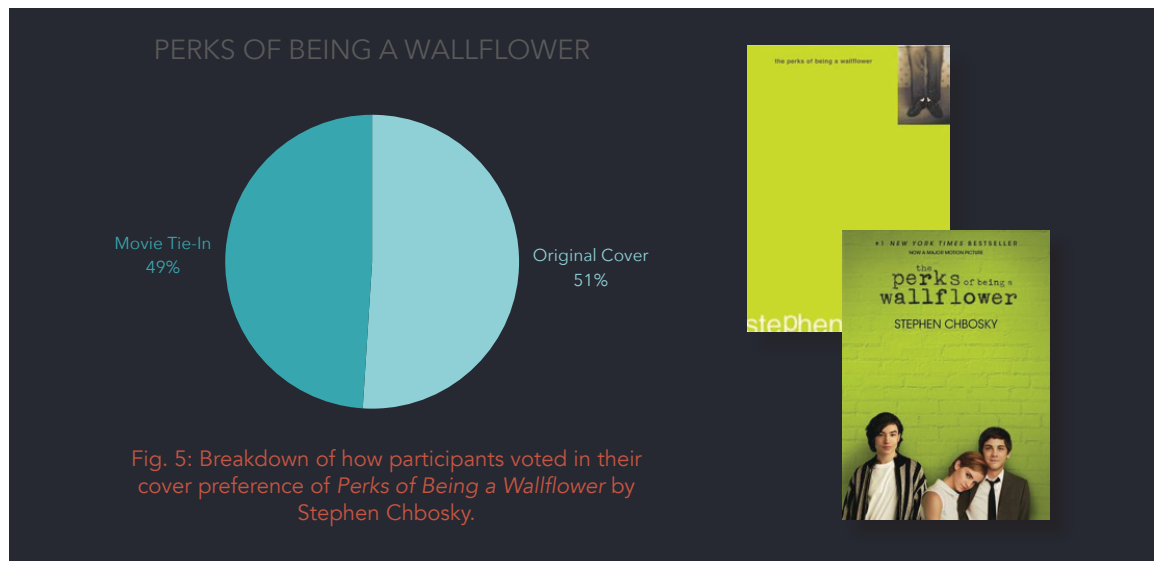 PERKS OF BEING A WALLFLOWER
Movie Tie-In
49%
Original Cover
51%
Fig. 5: Breakdown of how participants voted in their
cover preference of Perks of Being a Wallflower by
Stephen Chbosky.
the perks of being a wallflower
stephen
#1 NEW YORK TIMES BESTSELLER
NOW A MAJOR MOTION PICTURE
the
perks of being a
wallflower
STEPHEN CHBOSKY